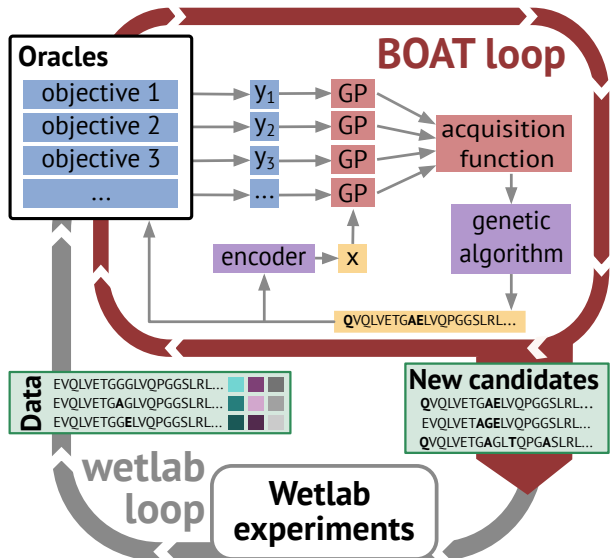 BOAT loop
Oracles
objective 1
objective 2
objective 3
...
y1
y2
y3
...
GP
GP
GP
GP
acquisition
function
genetic
algorithm
encoder
x
QVQLVETGAELVQPGGSLRL...
Data
EVQLVETGGGLVQPGGSLRL...
EVQLVETGAGLVQPGGSLRL...
EVQLVETGGELVQPGGSLRL...
New candidates
QVQLVETGAELVQPGGSLRL...
EVQLVETAGELVQPGGSLRL...
QVQLVETGAGLTQPGASLRL...
wetlab
loop
Wetlab
experiments